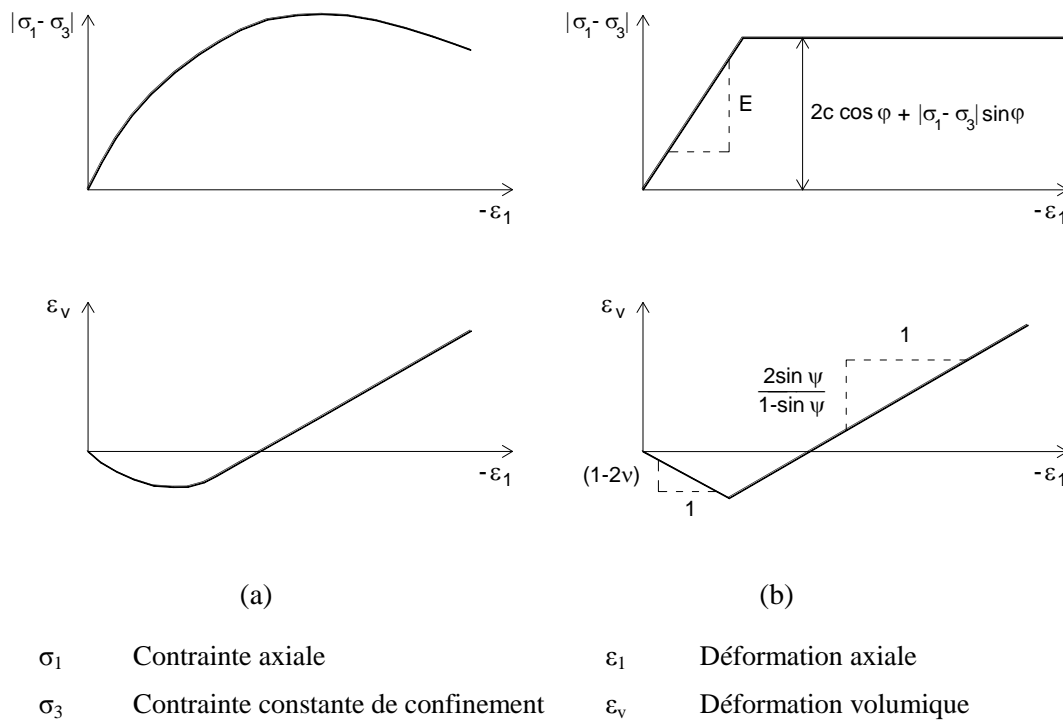 |σ₁- σ₃|
-ε₁
|σ₁- σ₃|
E
2c cos φ + |σ₁- σ₃| sinφ
-ε₁
εᵥ
-ε₁
εᵥ
1
2sin ψ
1-sin ψ
(1-2ν)
1
-ε₁
(a)
(b)
σ₁ Contrainte axiale ε₁ Déformation axiale
σ₃ Contrainte constante de confinement εᵥ Déformation volumique